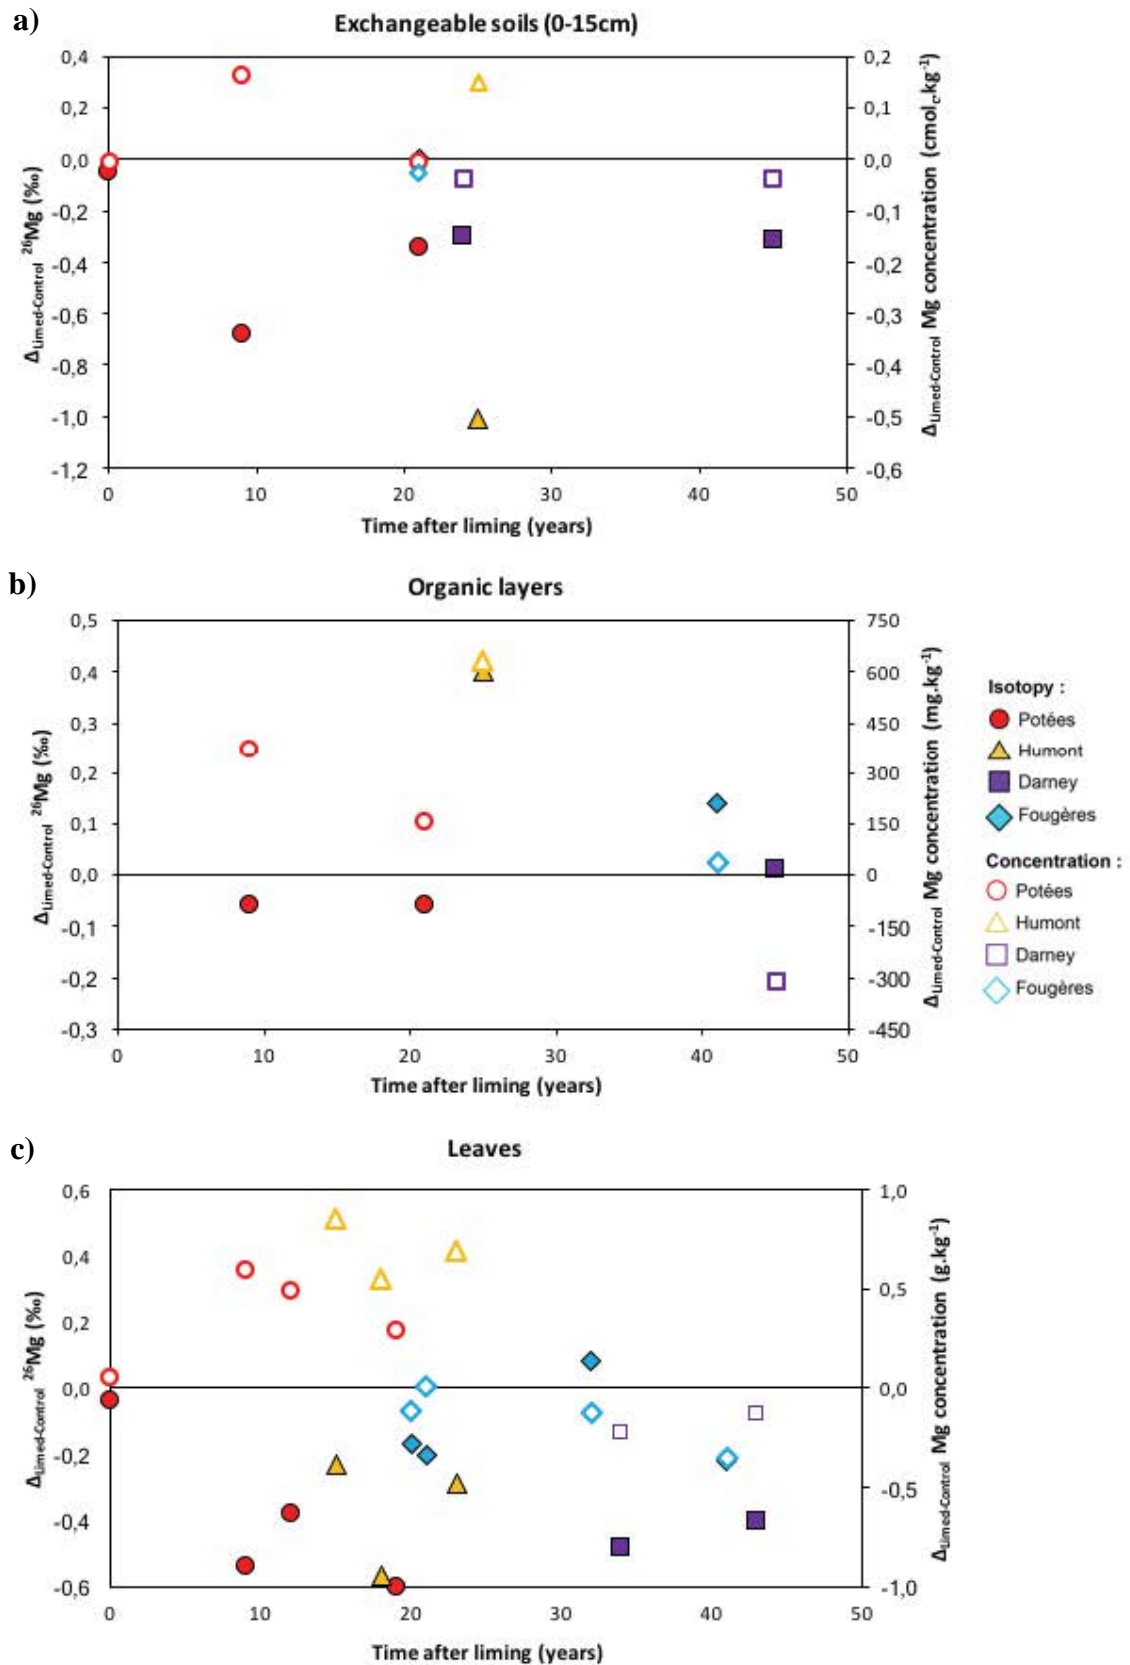 a)
Exchangeable soils (0-15cm)
0,4
0,2
0,0
-0,2
-0,4
-0,6
-0,8
-1,0
-1,2
Δ Limed-Control ²⁶Mg (‰)
0,2
0,1
0,0
-0,1
-0,2
-0,3
-0,4
-0,5
-0,6
Δ Limed-Control Mg concentration (cmolc.kg⁻¹)
0 10 20 30 40 50
Time after liming (years)
b)
Organic layers
0,5
0,4
0,3
0,2
0,1
0,0
-0,1
-0,2
-0,3
Δ Limed-Control ²⁶Mg (‰)
750
600
450
300
150
0
-150
-300
-450
Δ Limed-Control Mg concentration (mg.kg⁻¹)
0 10 20 30 40 50
Time after liming (years)
Isotopy :
Potées
Humont
Darney
Fougères
Concentration :
Potées
Humont
Darney
Fougères
c)
Leaves
0,6
0,4
0,2
0,0
-0,2
-0,4
-0,6
Δ Limed-Control ²⁶Mg (‰)
1,0
0,5
0,0
-0,5
-1,0
Δ Limed-Control Mg concentration (g.kg⁻¹)
0 10 20 30 40 50
Time after liming (years)